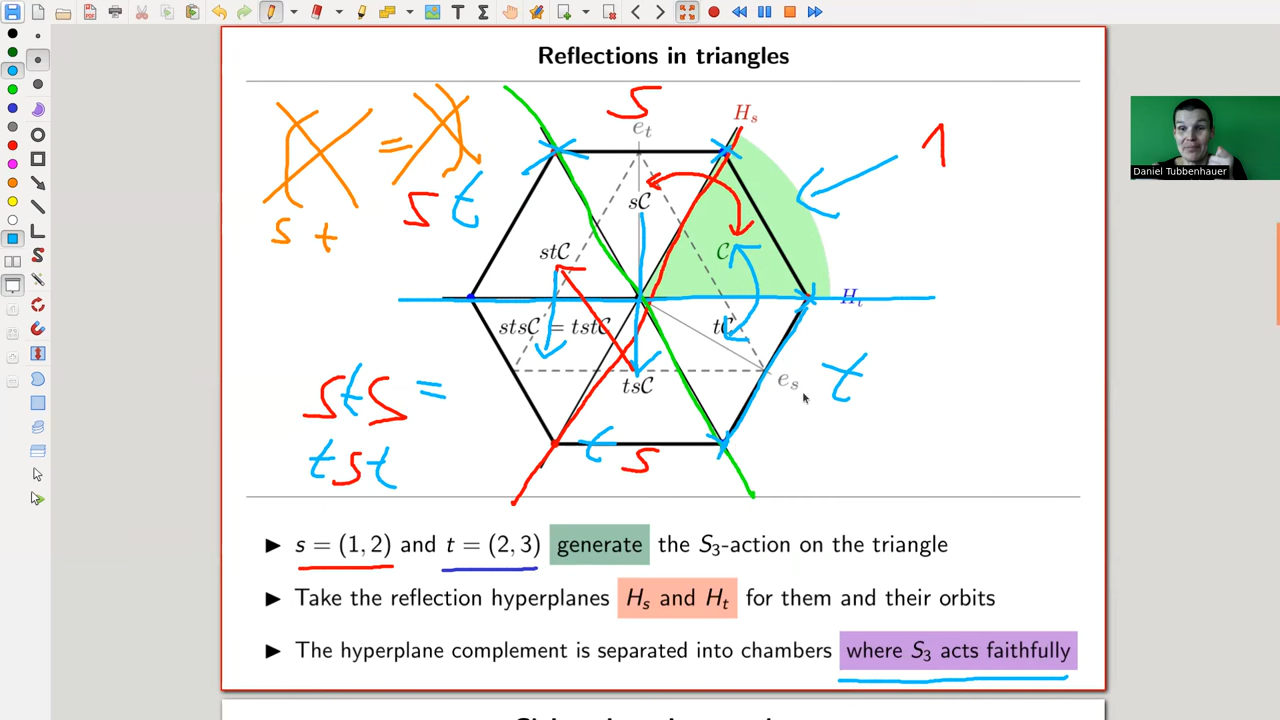 Reflections in triangles
S
e_t
H_s
1
=
s t
s t
sC
stC
C
H_t
stsC = tstC
tC
tsC
e_s
t
sts =
tst
t s
► s = (1, 2) and t = (2, 3) generate the S_3-action on the triangle
► Take the reflection hyperplanes H_s and H_t for them and their orbits
► The hyperplane complement is separated into chambers where S_3 acts faithfully
Daniel Tubbenhauer